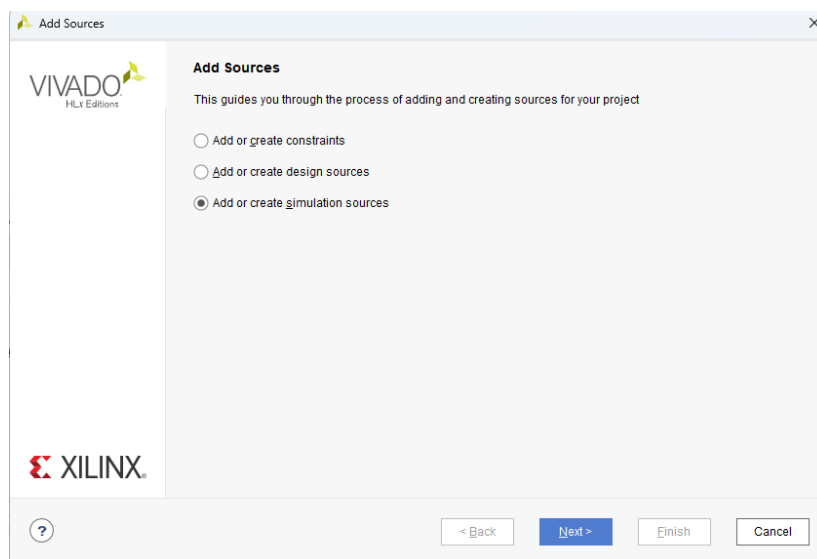 Add Sources
VIVADO
HLx Editions
Add Sources
This guides you through the process of adding and creating sources for your project
Add or create constraints
Add or create design sources
Add or create simulation sources
XILINX
?
< Back
Next >
Finish
Cancel